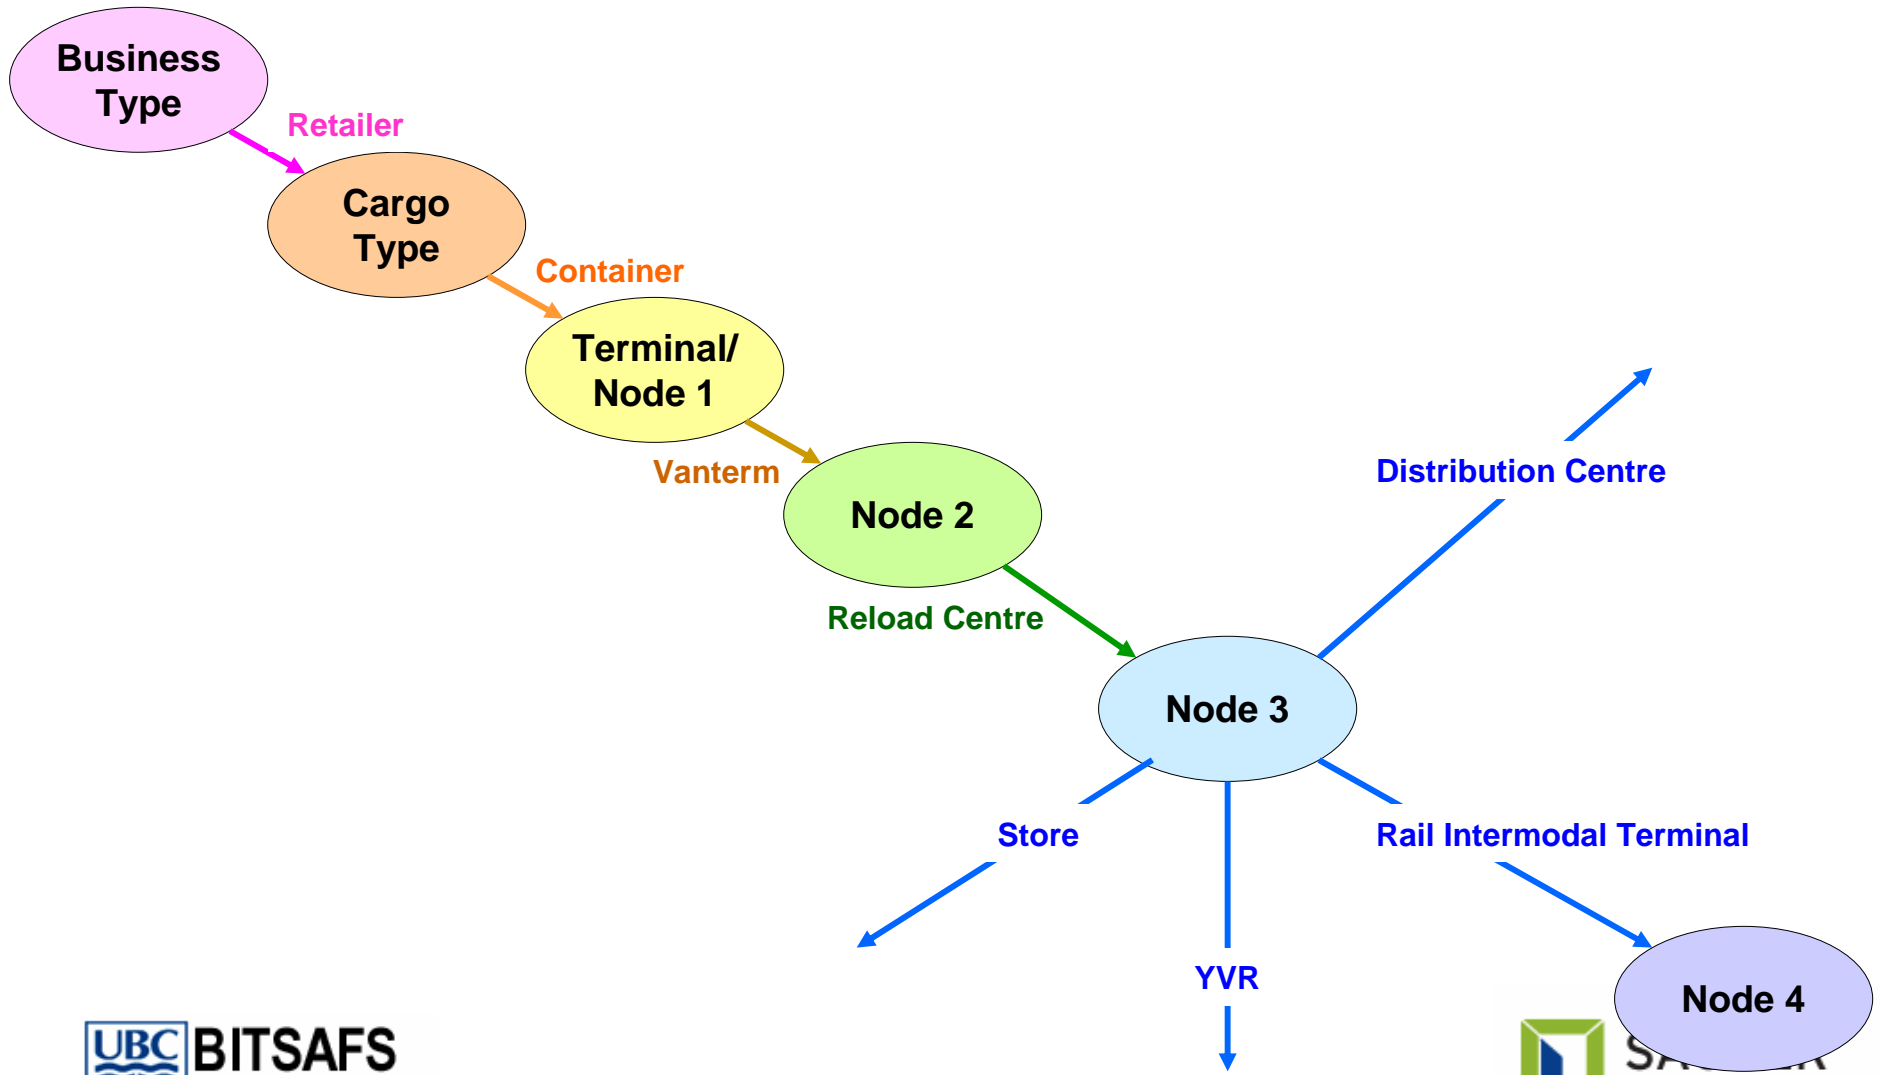 Business
Type
Retailer
Cargo
Type
Container
Terminal/
Node 1
Vanterm
Node 2
Distribution Centre
Reload Centre
Node 3
Store
Rail Intermodal Terminal
YVR
Node 4
UBC BITSAFS